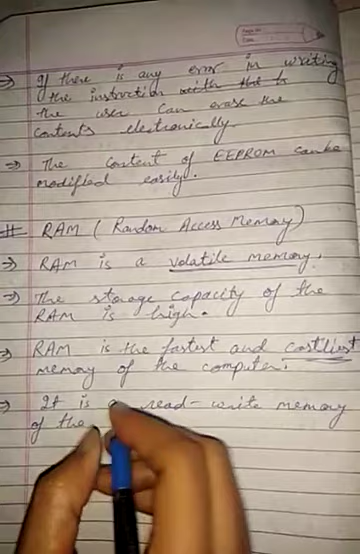 ⇒ If there is any error in writing
the instruction with the h
the user can erase the
contents electronically.
⇒ The content of EEPROM can be
modified easily.
# RAM (Random Access Memory)
⇒ RAM is a volatile memory.
⇒ The storage capacity of the
RAM is high.
⇒ RAM is the fastest and costliest
memory of the computer.
⇒ It is a read-write memory
of the